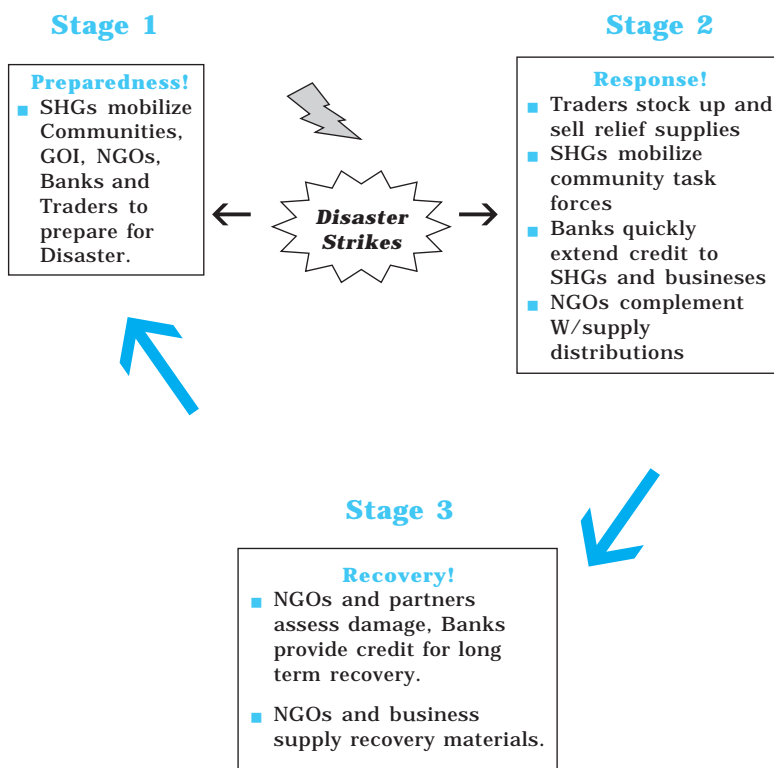 Stage 1
Preparedness!
SHGs mobilize
Communities,
GOI, NGOs,
Banks and
Traders to
prepare for
Disaster.
Disaster
Strikes
Stage 2
Response!
Traders stock up and
sell relief supplies
SHGs mobilize
community task
forces
Banks quickly
extend credit to
SHGs and busineses
NGOs complement
W/supply
distributions
Stage 3
Recovery!
NGOs and partners
assess damage, Banks
provide credit for long
term recovery.
NGOs and business
supply recovery materials.